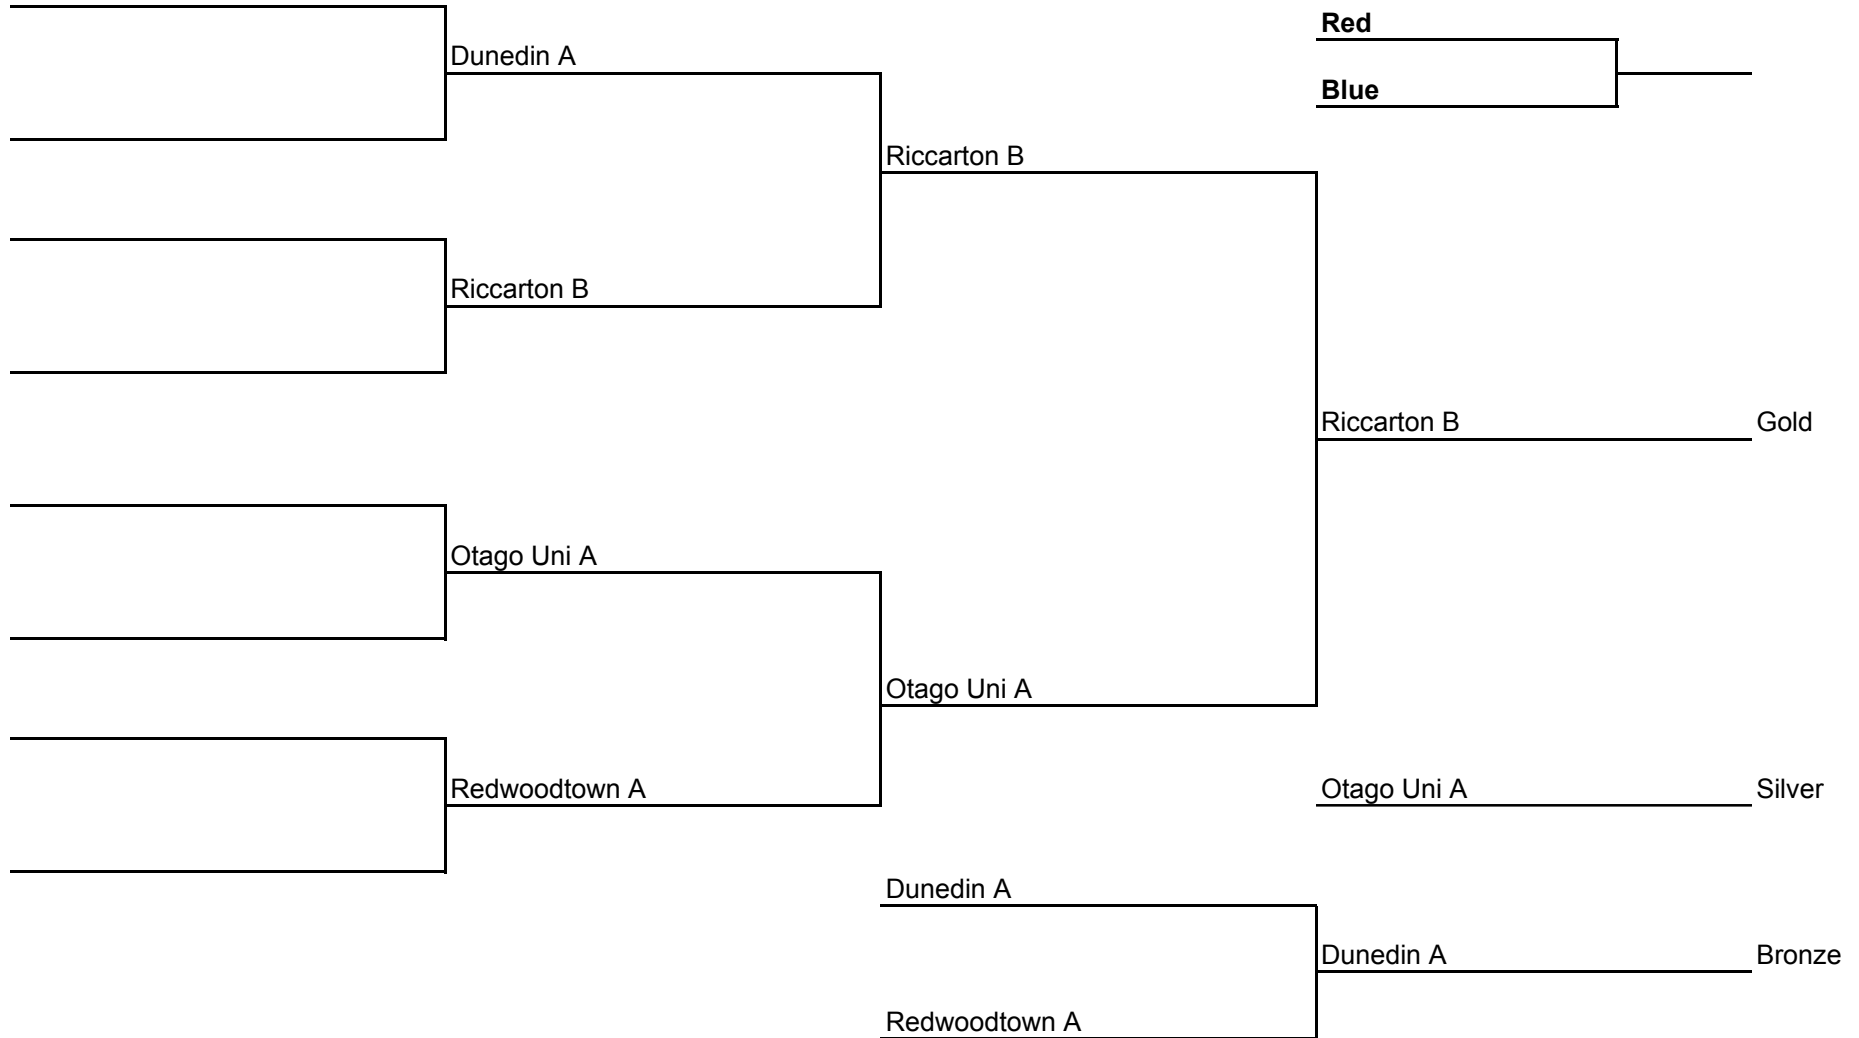 Red
Dunedin A
Blue
Riccarton B
Riccarton B
Riccarton B Gold
Otago Uni A
Otago Uni A
Redwoodtown A
Otago Uni A Silver
Dunedin A
Dunedin A Bronze
Redwoodtown A